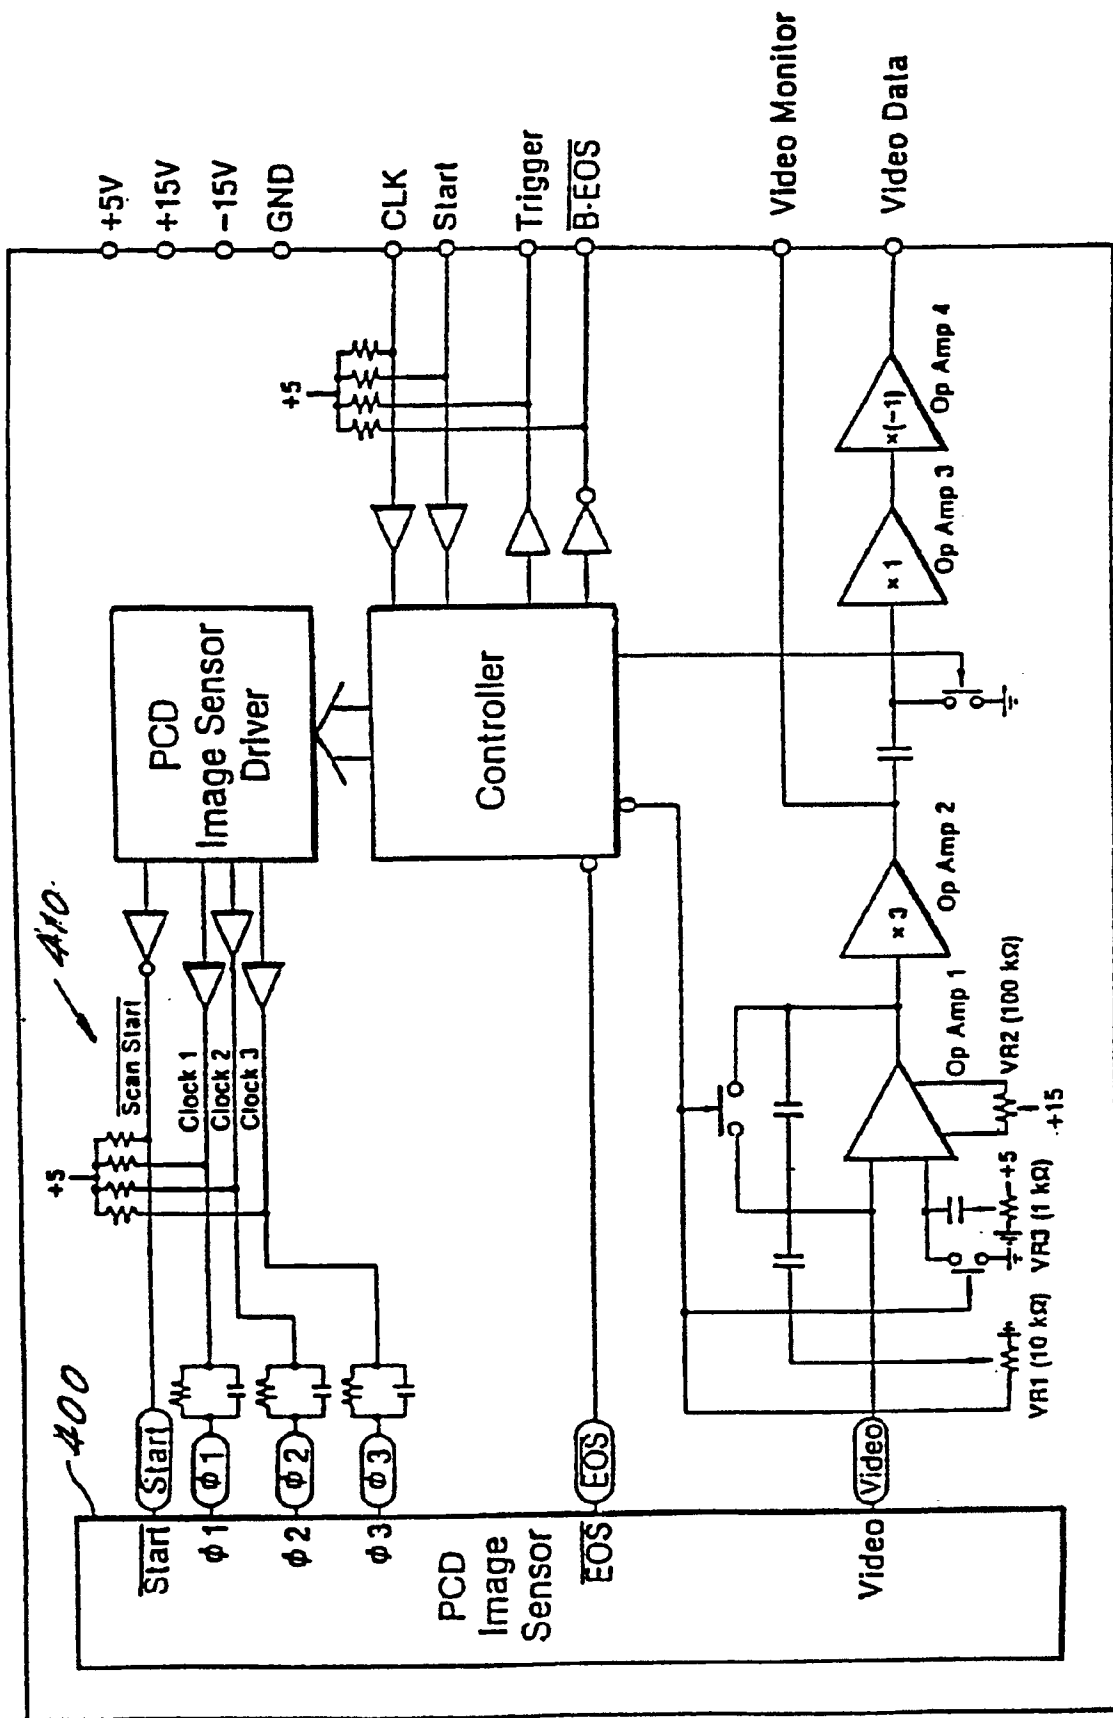 400
410
PCD
Image
Sensor
Start
ϕ1
ϕ2
ϕ3
EOS
Video
Start
ϕ1
ϕ2
ϕ3
EOS
Video
+5
Scan Start
Clock 1
Clock 2
Clock 3
PCD
Image Sensor
Driver
Controller
+5
+5V
+15V
-15V
GND
CLK
Start
Trigger
B·EOS
Video Monitor
Video Data
VR1 (10 kΩ)
VR3 (1 kΩ)
+5
+15
VR2 (100 kΩ)
Op Amp 1
×3
Op Amp 2
×1
Op Amp 3
×(-1)
Op Amp 4